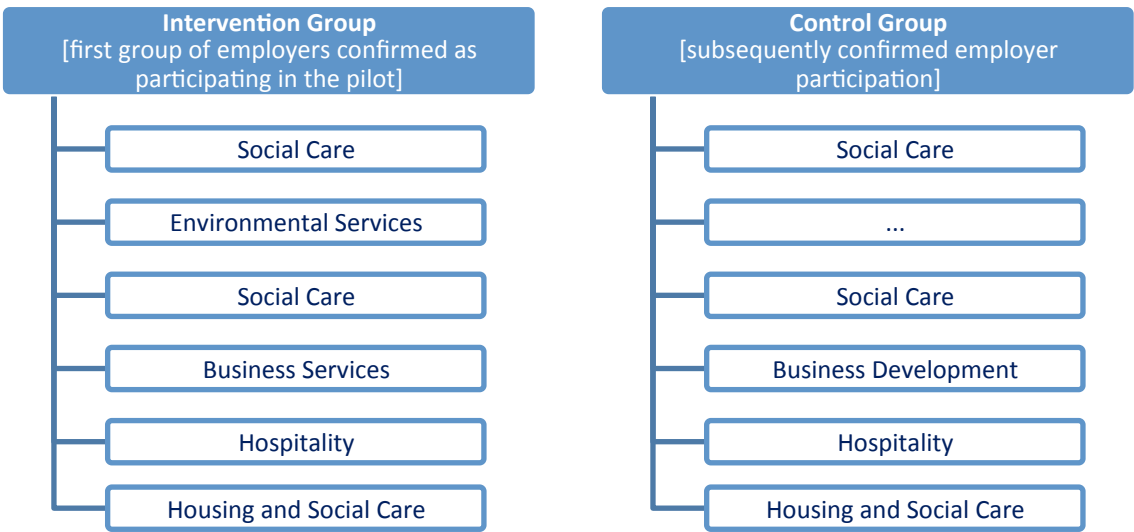 Intervention Group
[first group of employers confirmed as
participating in the pilot]
Social Care
Environmental Services
Social Care
Business Services
Hospitality
Housing and Social Care
Control Group
[subsequently confirmed employer
participation]
Social Care
...
Social Care
Business Development
Hospitality
Housing and Social Care